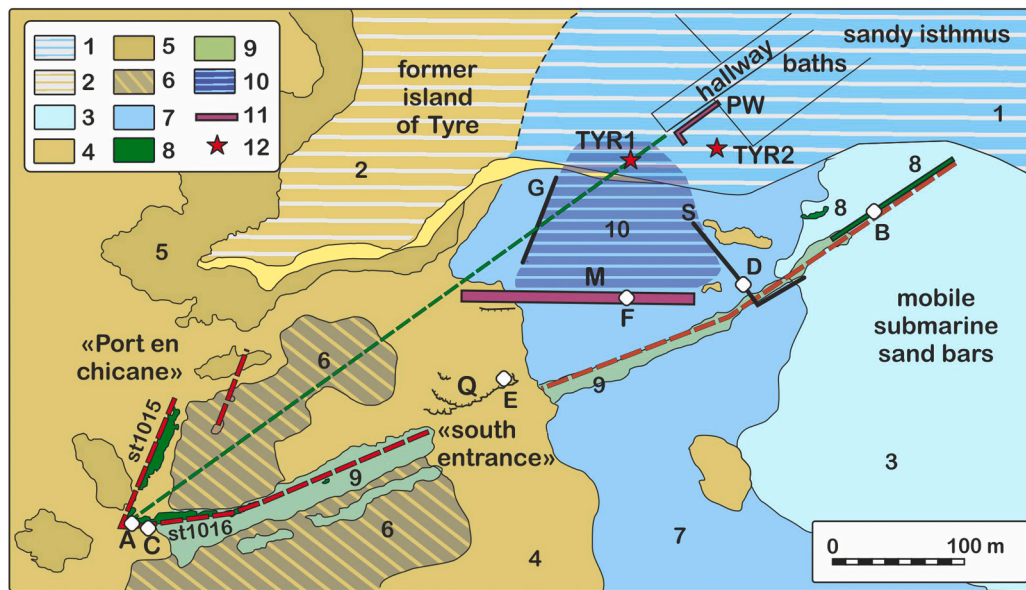 1 5 9
2 6 10
3 7 11
4 8 12
former
island
of Tyre
2
5
sandy isthmus
baths
hallway
PW
1
TYR1
TYR2
G
S
10
8
8
B
M
D
F
mobile
submarine
sand bars
3
«Port en
chicane»
6
Q
E
9
«south
entrance»
st1015
9
st1016
A
C
6
4
7
0 100 m